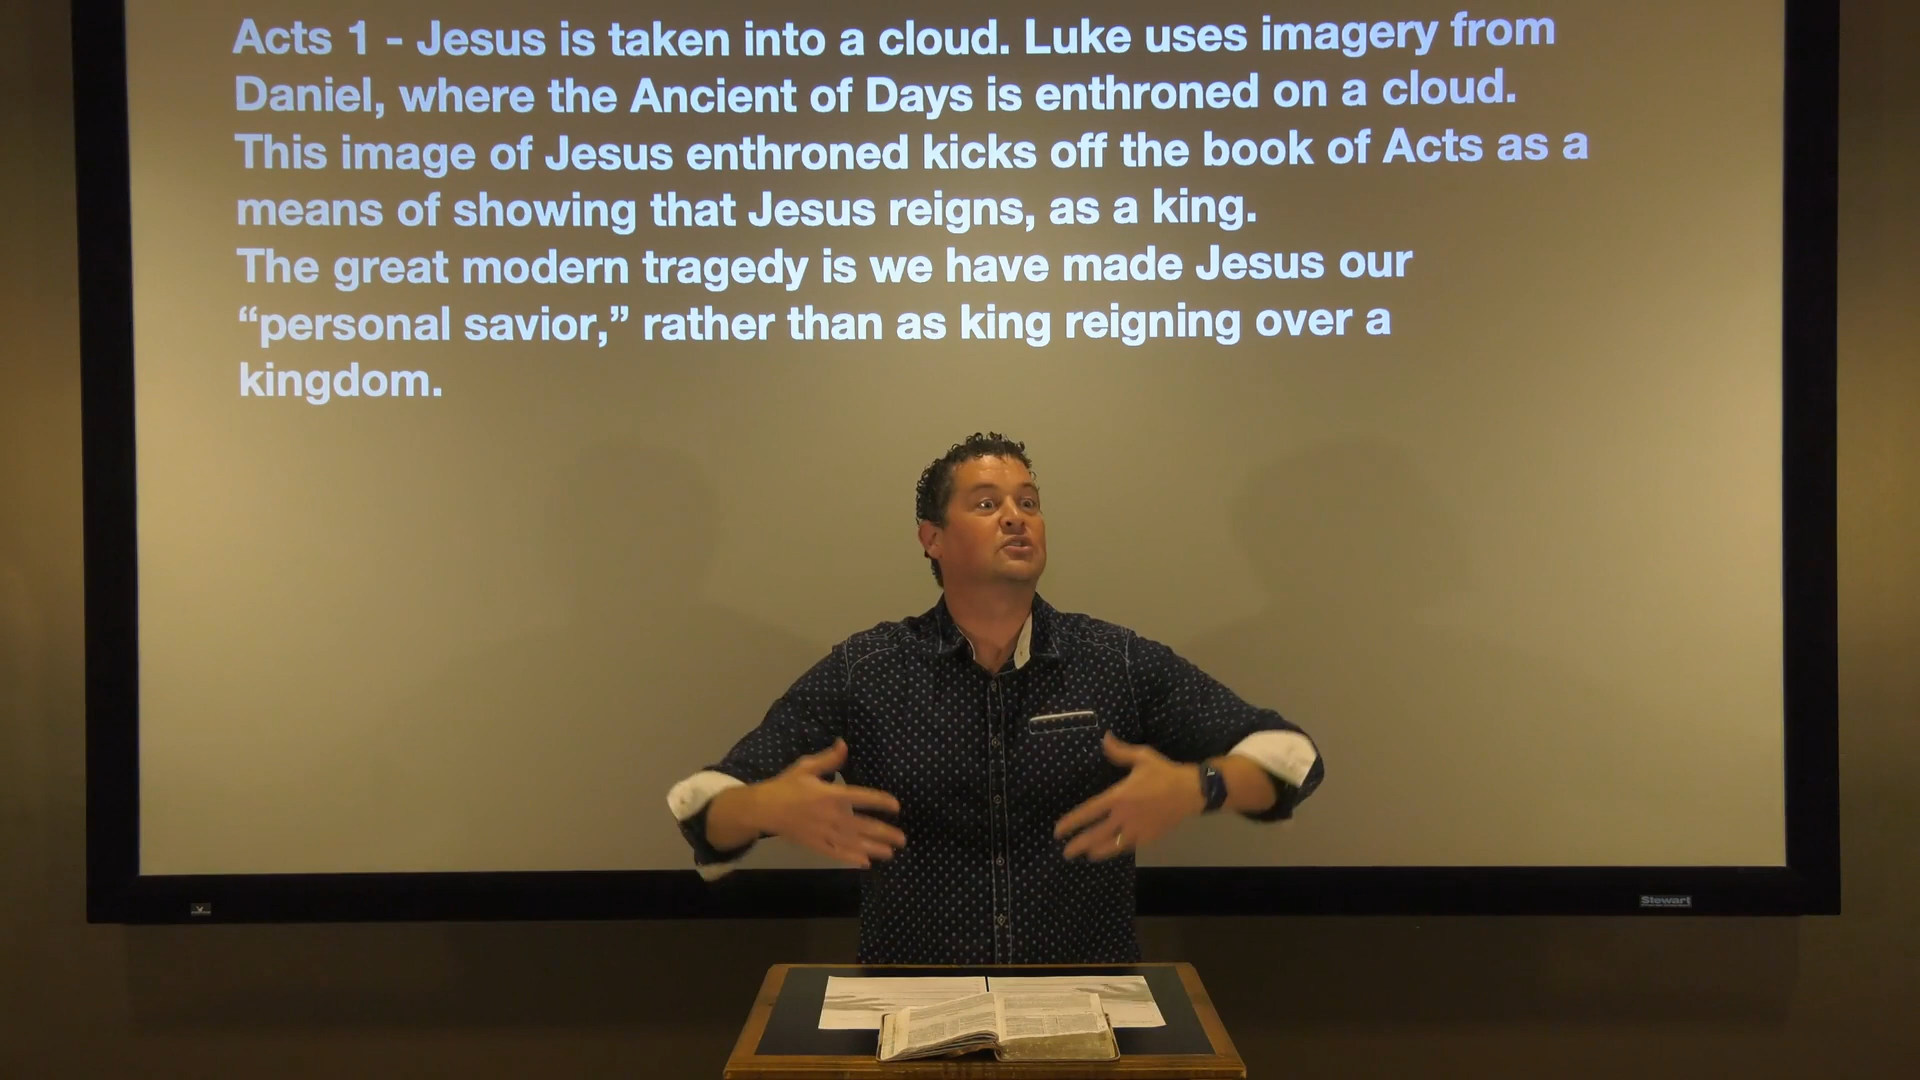 Acts 1 - Jesus is taken into a cloud. Luke uses imagery from
Daniel, where the Ancient of Days is enthroned on a cloud.
This image of Jesus enthroned kicks off the book of Acts as a
means of showing that Jesus reigns, as a king.
The great modern tragedy is we have made Jesus our
“personal savior,” rather than as king reigning over a
kingdom.
Stewart